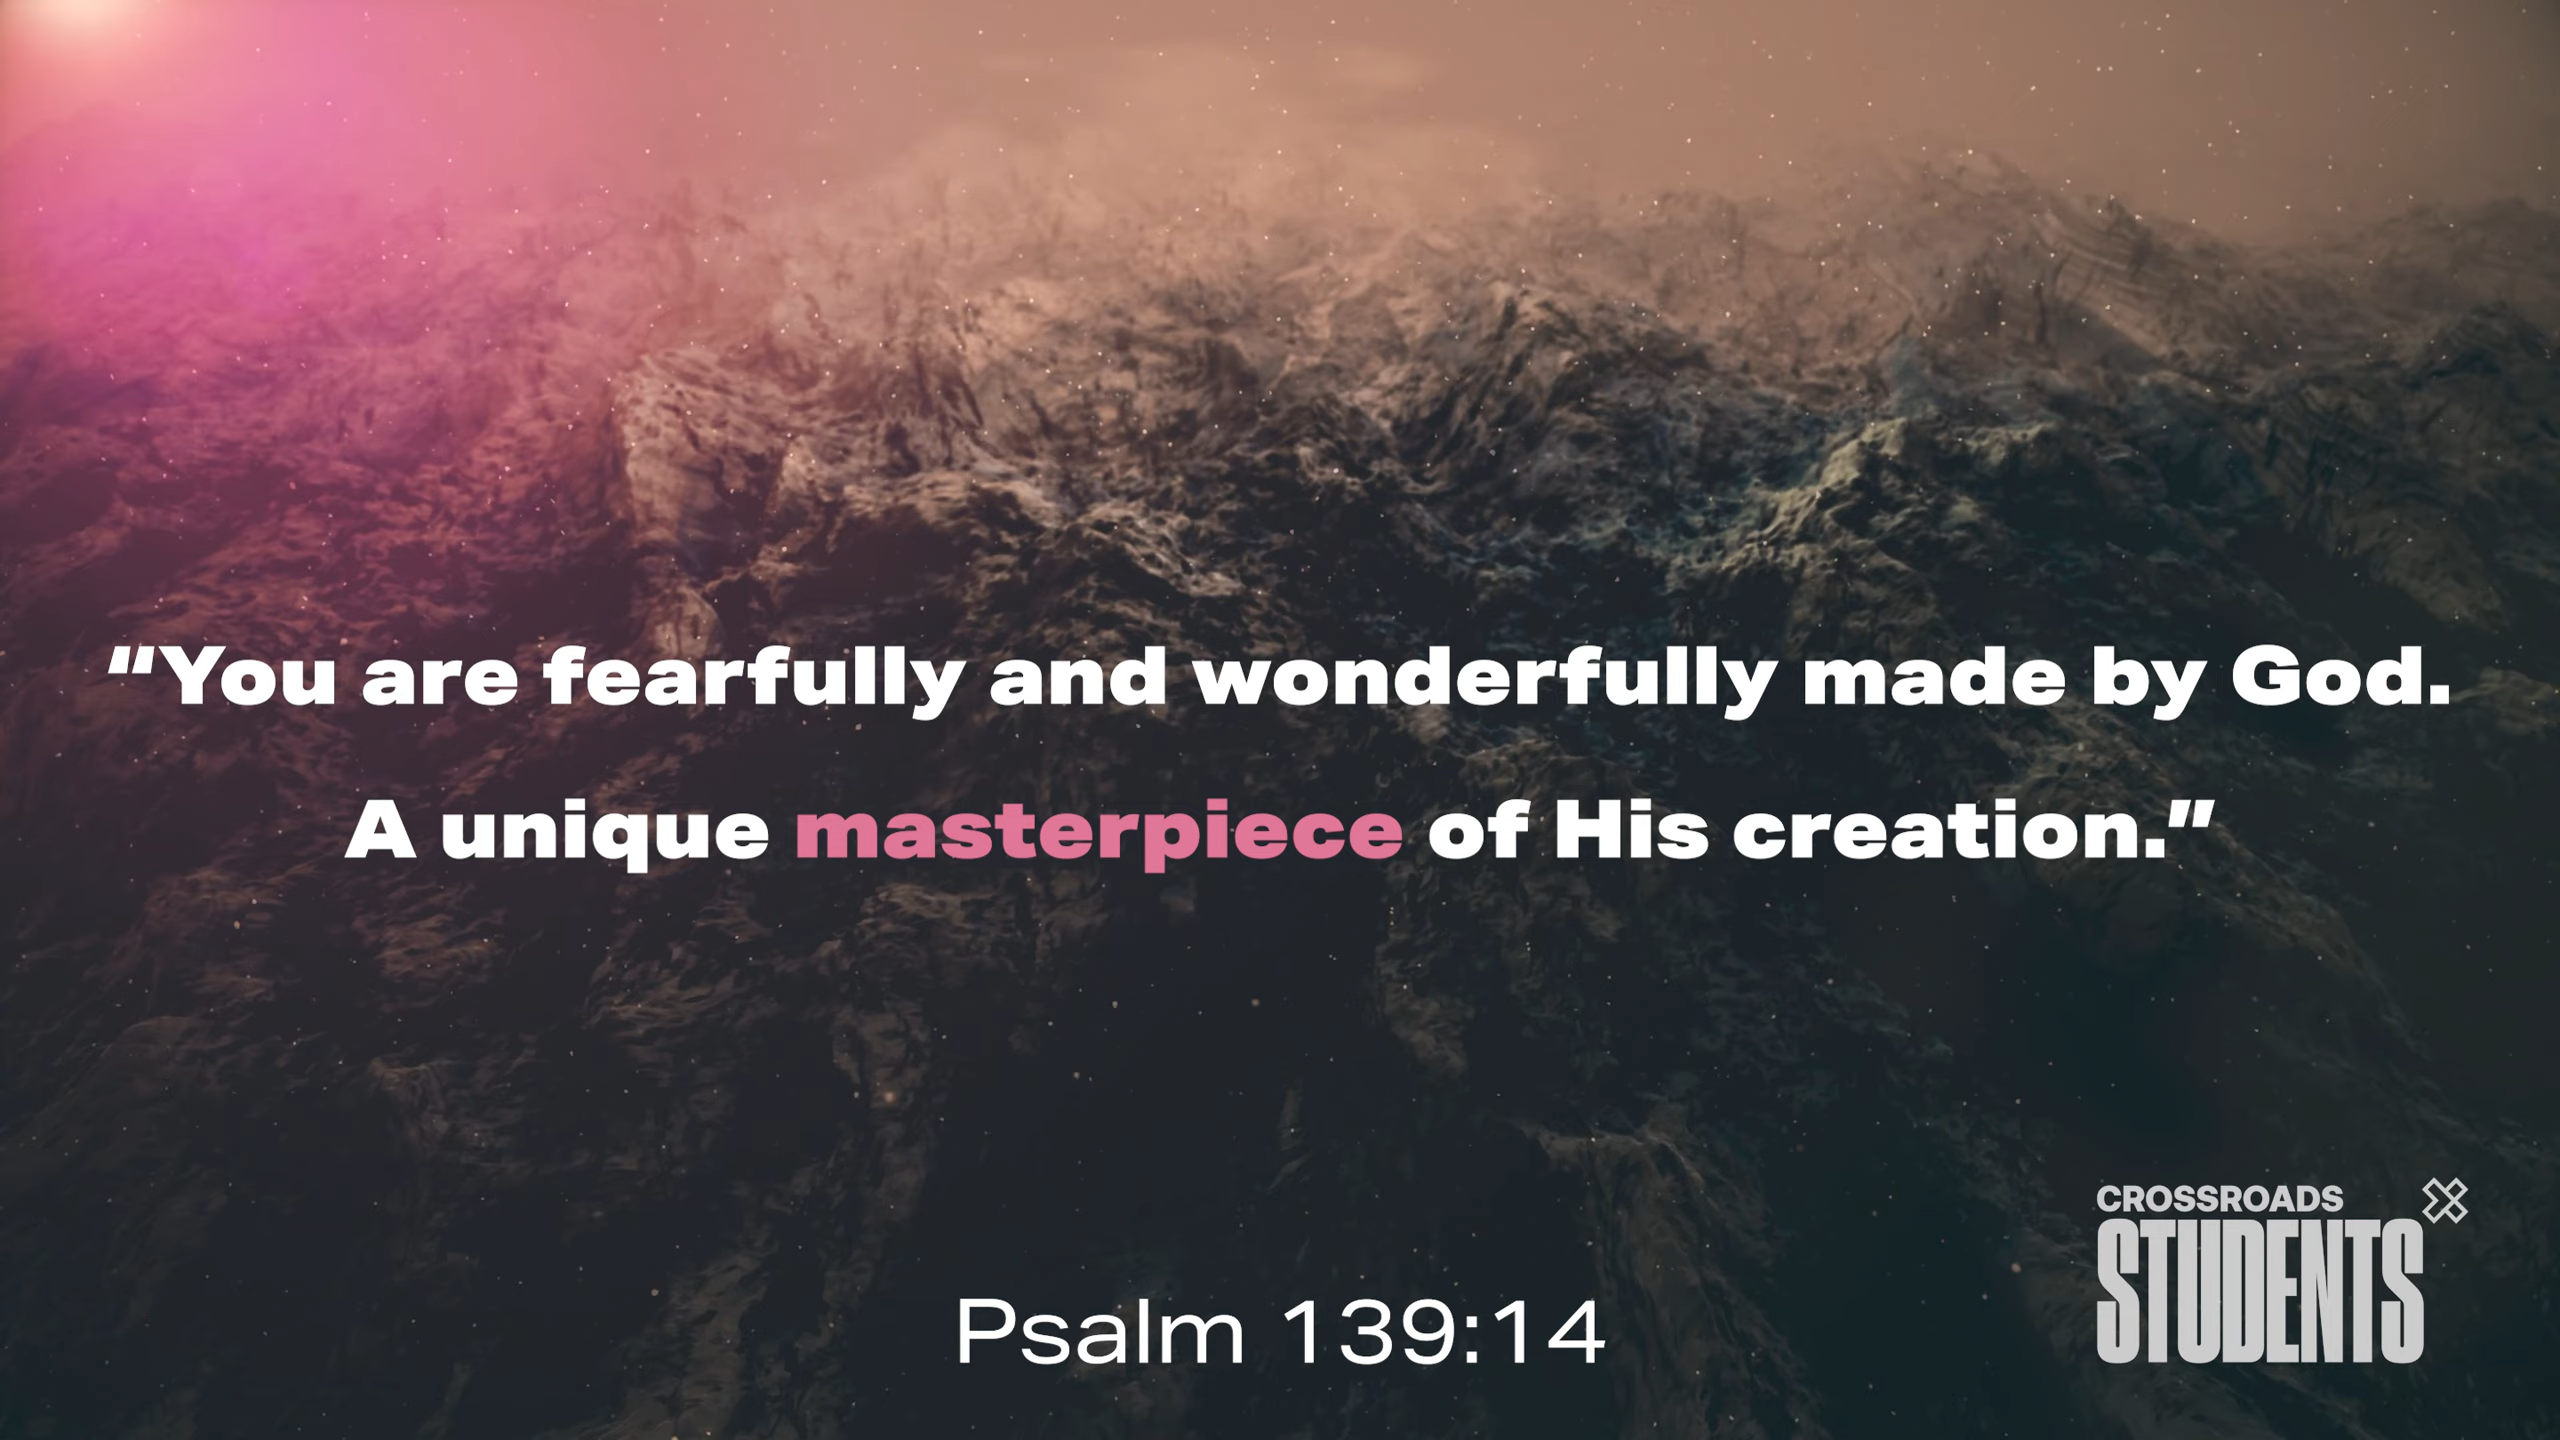 “You are fearfully and wonderfully made by God.
A unique masterpiece of His creation.”
Psalm 139:14
CROSSROADS
STUDENTS